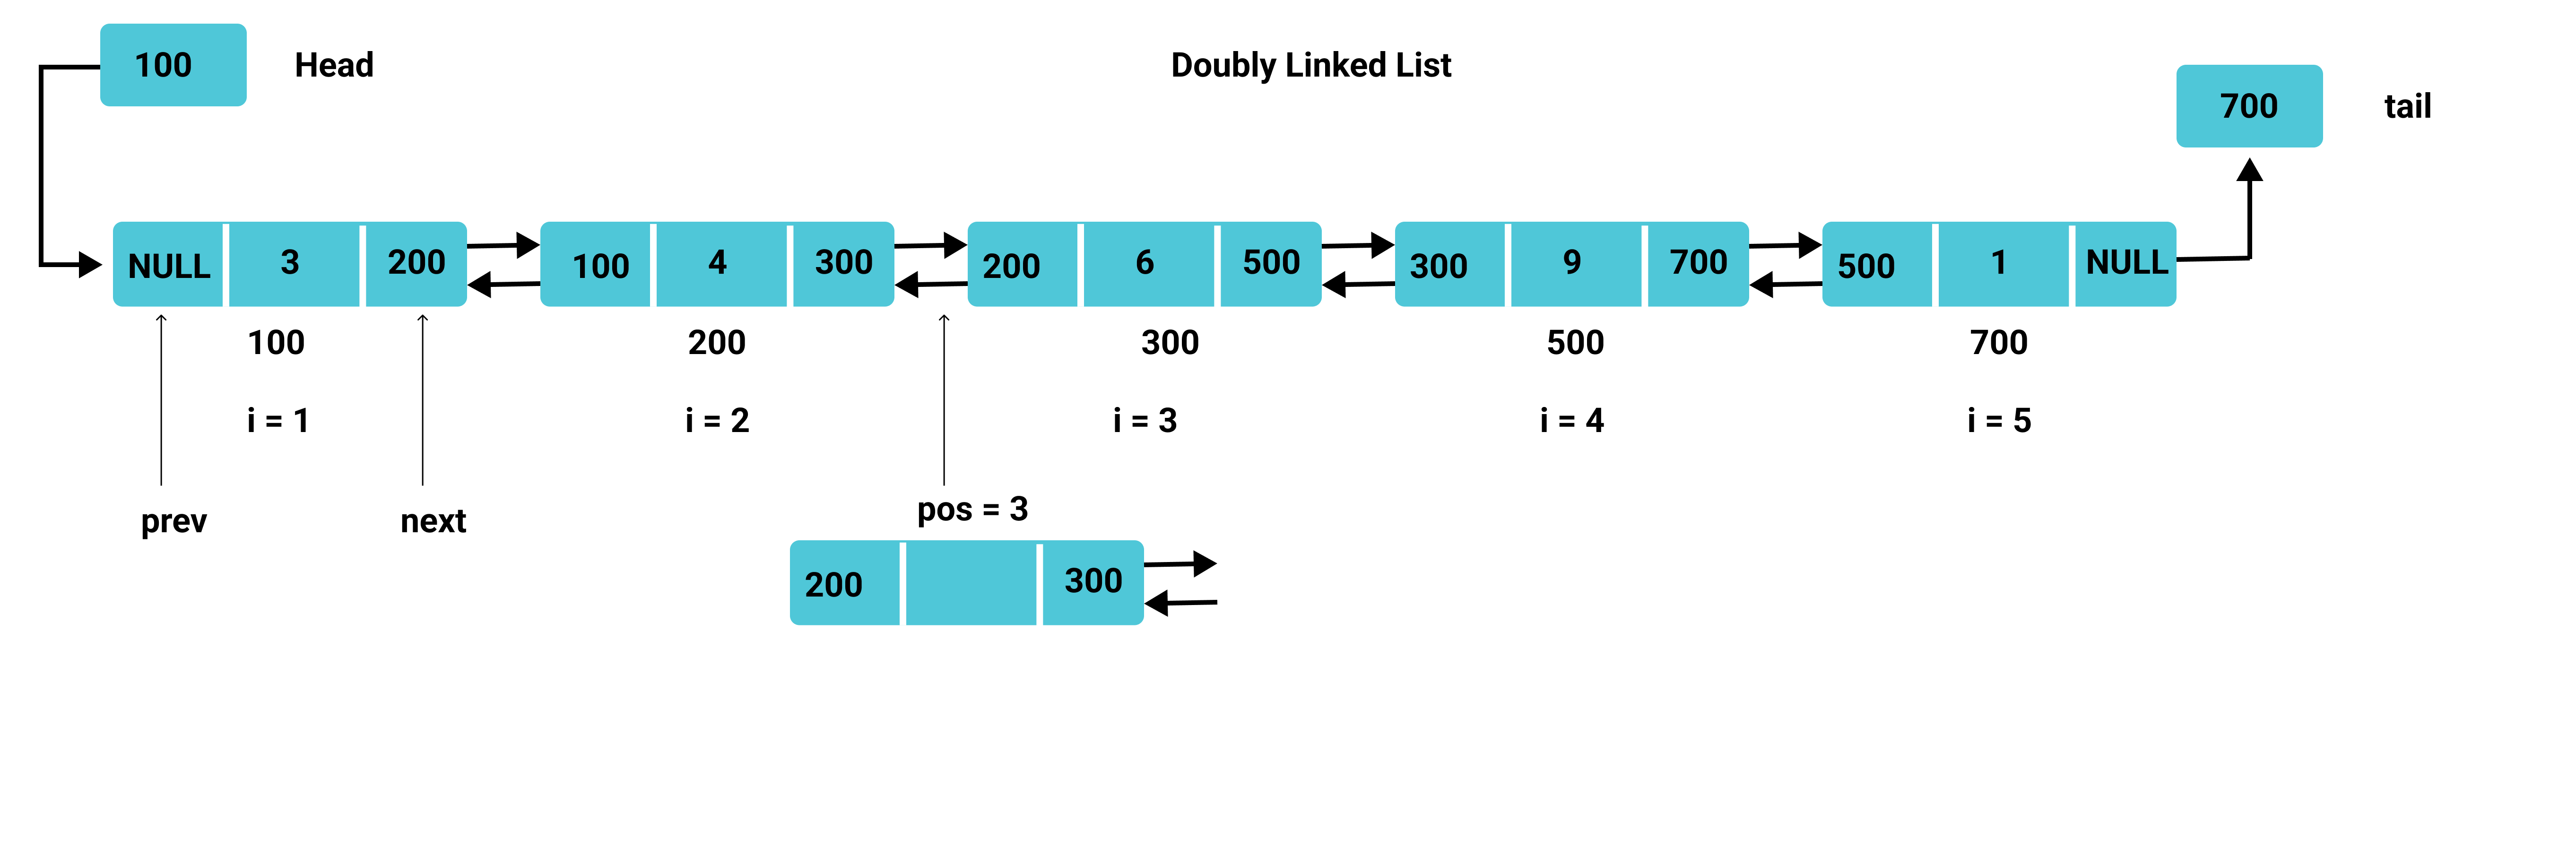 100 Head Doubly Linked List
700 tail
NULL 3 200 100 4 300 200 6 500 300 9 700 500 1 NULL
100 200 300 500 700
i = 1 i = 2 i = 3 i = 4 i = 5
prev next pos = 3
200 300